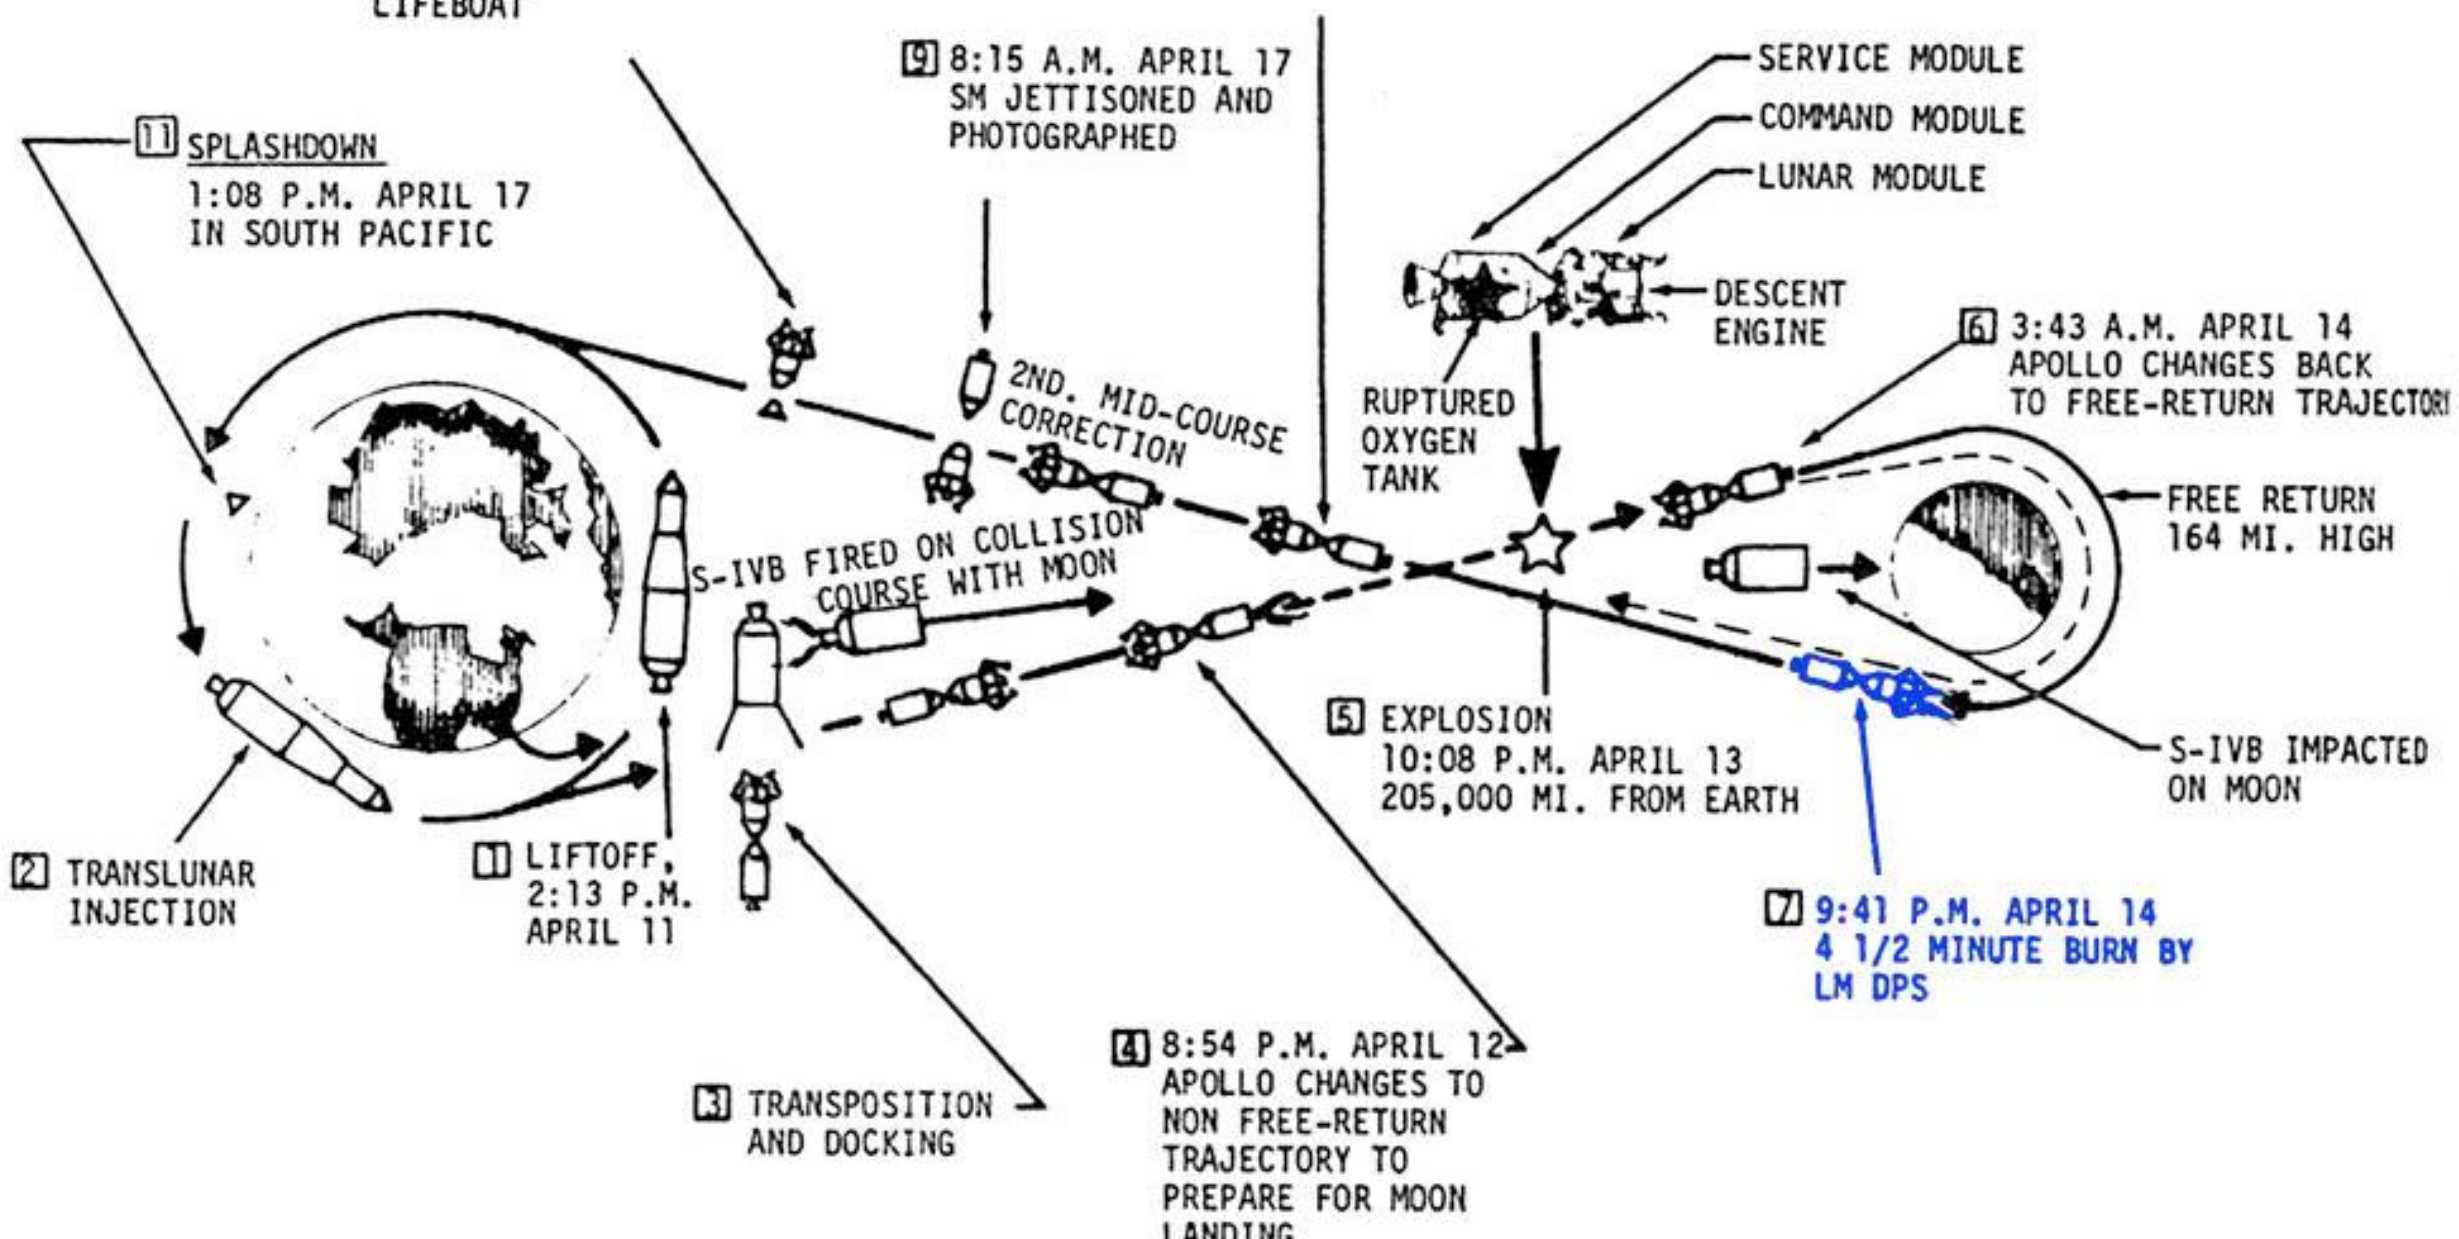 LIFEBOAT
9 8:15 A.M. APRIL 17
SM JETTISONED AND
PHOTOGRAPHED
SERVICE MODULE
COMMAND MODULE
LUNAR MODULE
11 SPLASHDOWN
1:08 P.M. APRIL 17
IN SOUTH PACIFIC
DESCENT
ENGINE
6 3:43 A.M. APRIL 14
APOLLO CHANGES BACK
TO FREE-RETURN TRAJECTORY
RUPTURED
OXYGEN
TANK
2ND. MID-COURSE
CORRECTION
FREE RETURN
164 MI. HIGH
S-IVB FIRED ON COLLISION
COURSE WITH MOON
5 EXPLOSION
10:08 P.M. APRIL 13
205,000 MI. FROM EARTH
S-IVB IMPACTED
ON MOON
2 TRANSLUNAR
INJECTION
1 LIFTOFF,
2:13 P.M.
APRIL 11
7 9:41 P.M. APRIL 14
4 1/2 MINUTE BURN BY
LM DPS
3 TRANSPOSITION
AND DOCKING
4 8:54 P.M. APRIL 12
APOLLO CHANGES TO
NON FREE-RETURN
TRAJECTORY TO
PREPARE FOR MOON
LANDING